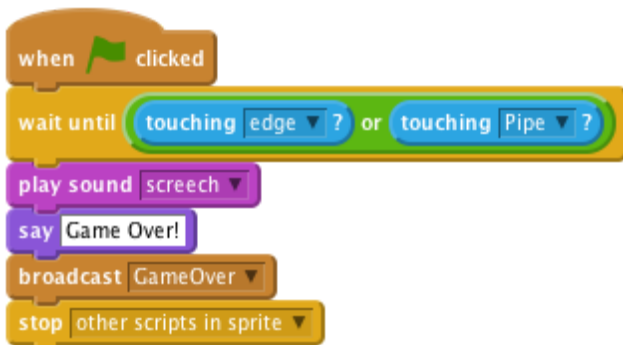 when clicked
wait until touching edge ? or touching Pipe ?
play sound screech
say Game Over!
broadcast GameOver
stop other scripts in sprite